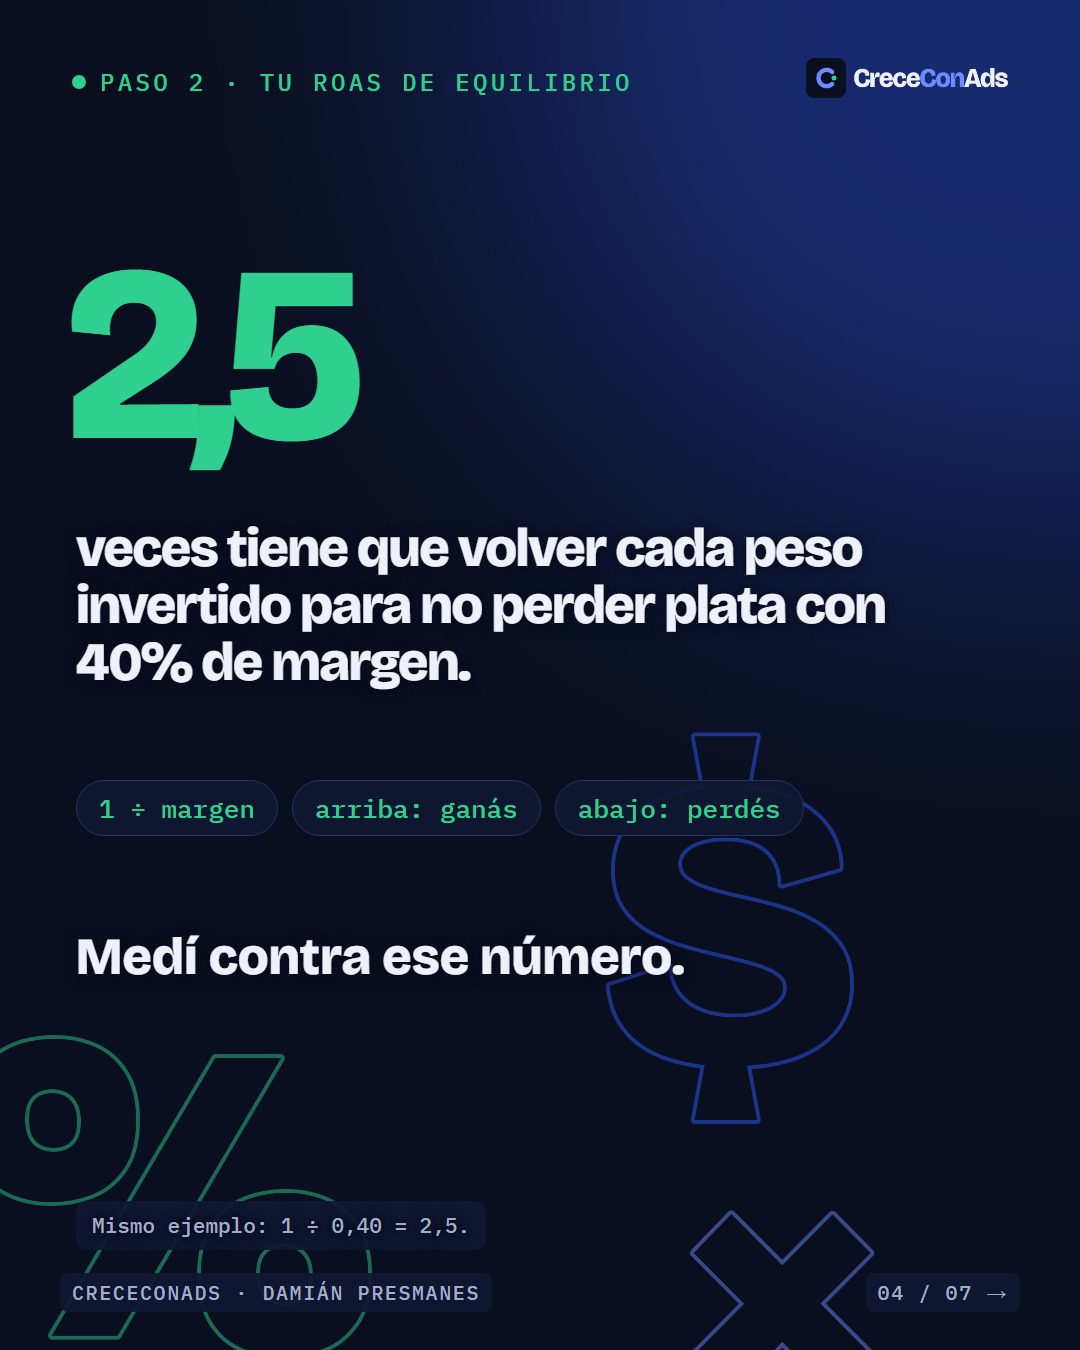 PASO 2 · TU ROAS DE EQUILIBRIO
CreceConAds
2,5
veces tiene que volver cada peso
invertido para no perder plata con
40% de margen.
1 ÷ margen
arriba: ganás
abajo: perdés
$
Medí contra ese número.
%
Mismo ejemplo: 1 ÷ 0,40 = 2,5.
CRECECONADS · DAMIÁN PRESMANES
04 / 07 →